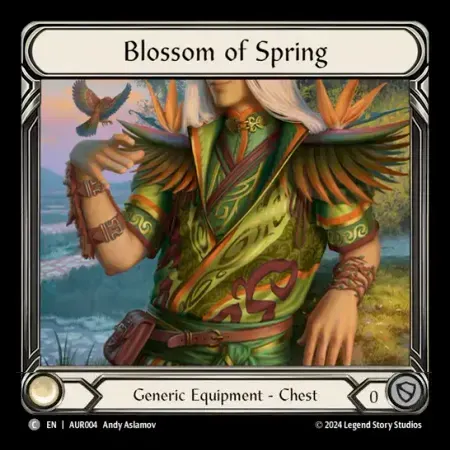 Blossom of Spring
Generic Equipment - Chest
0
C EN | AUR004 Andy Aslamov
© 2024 Legend Story Studios